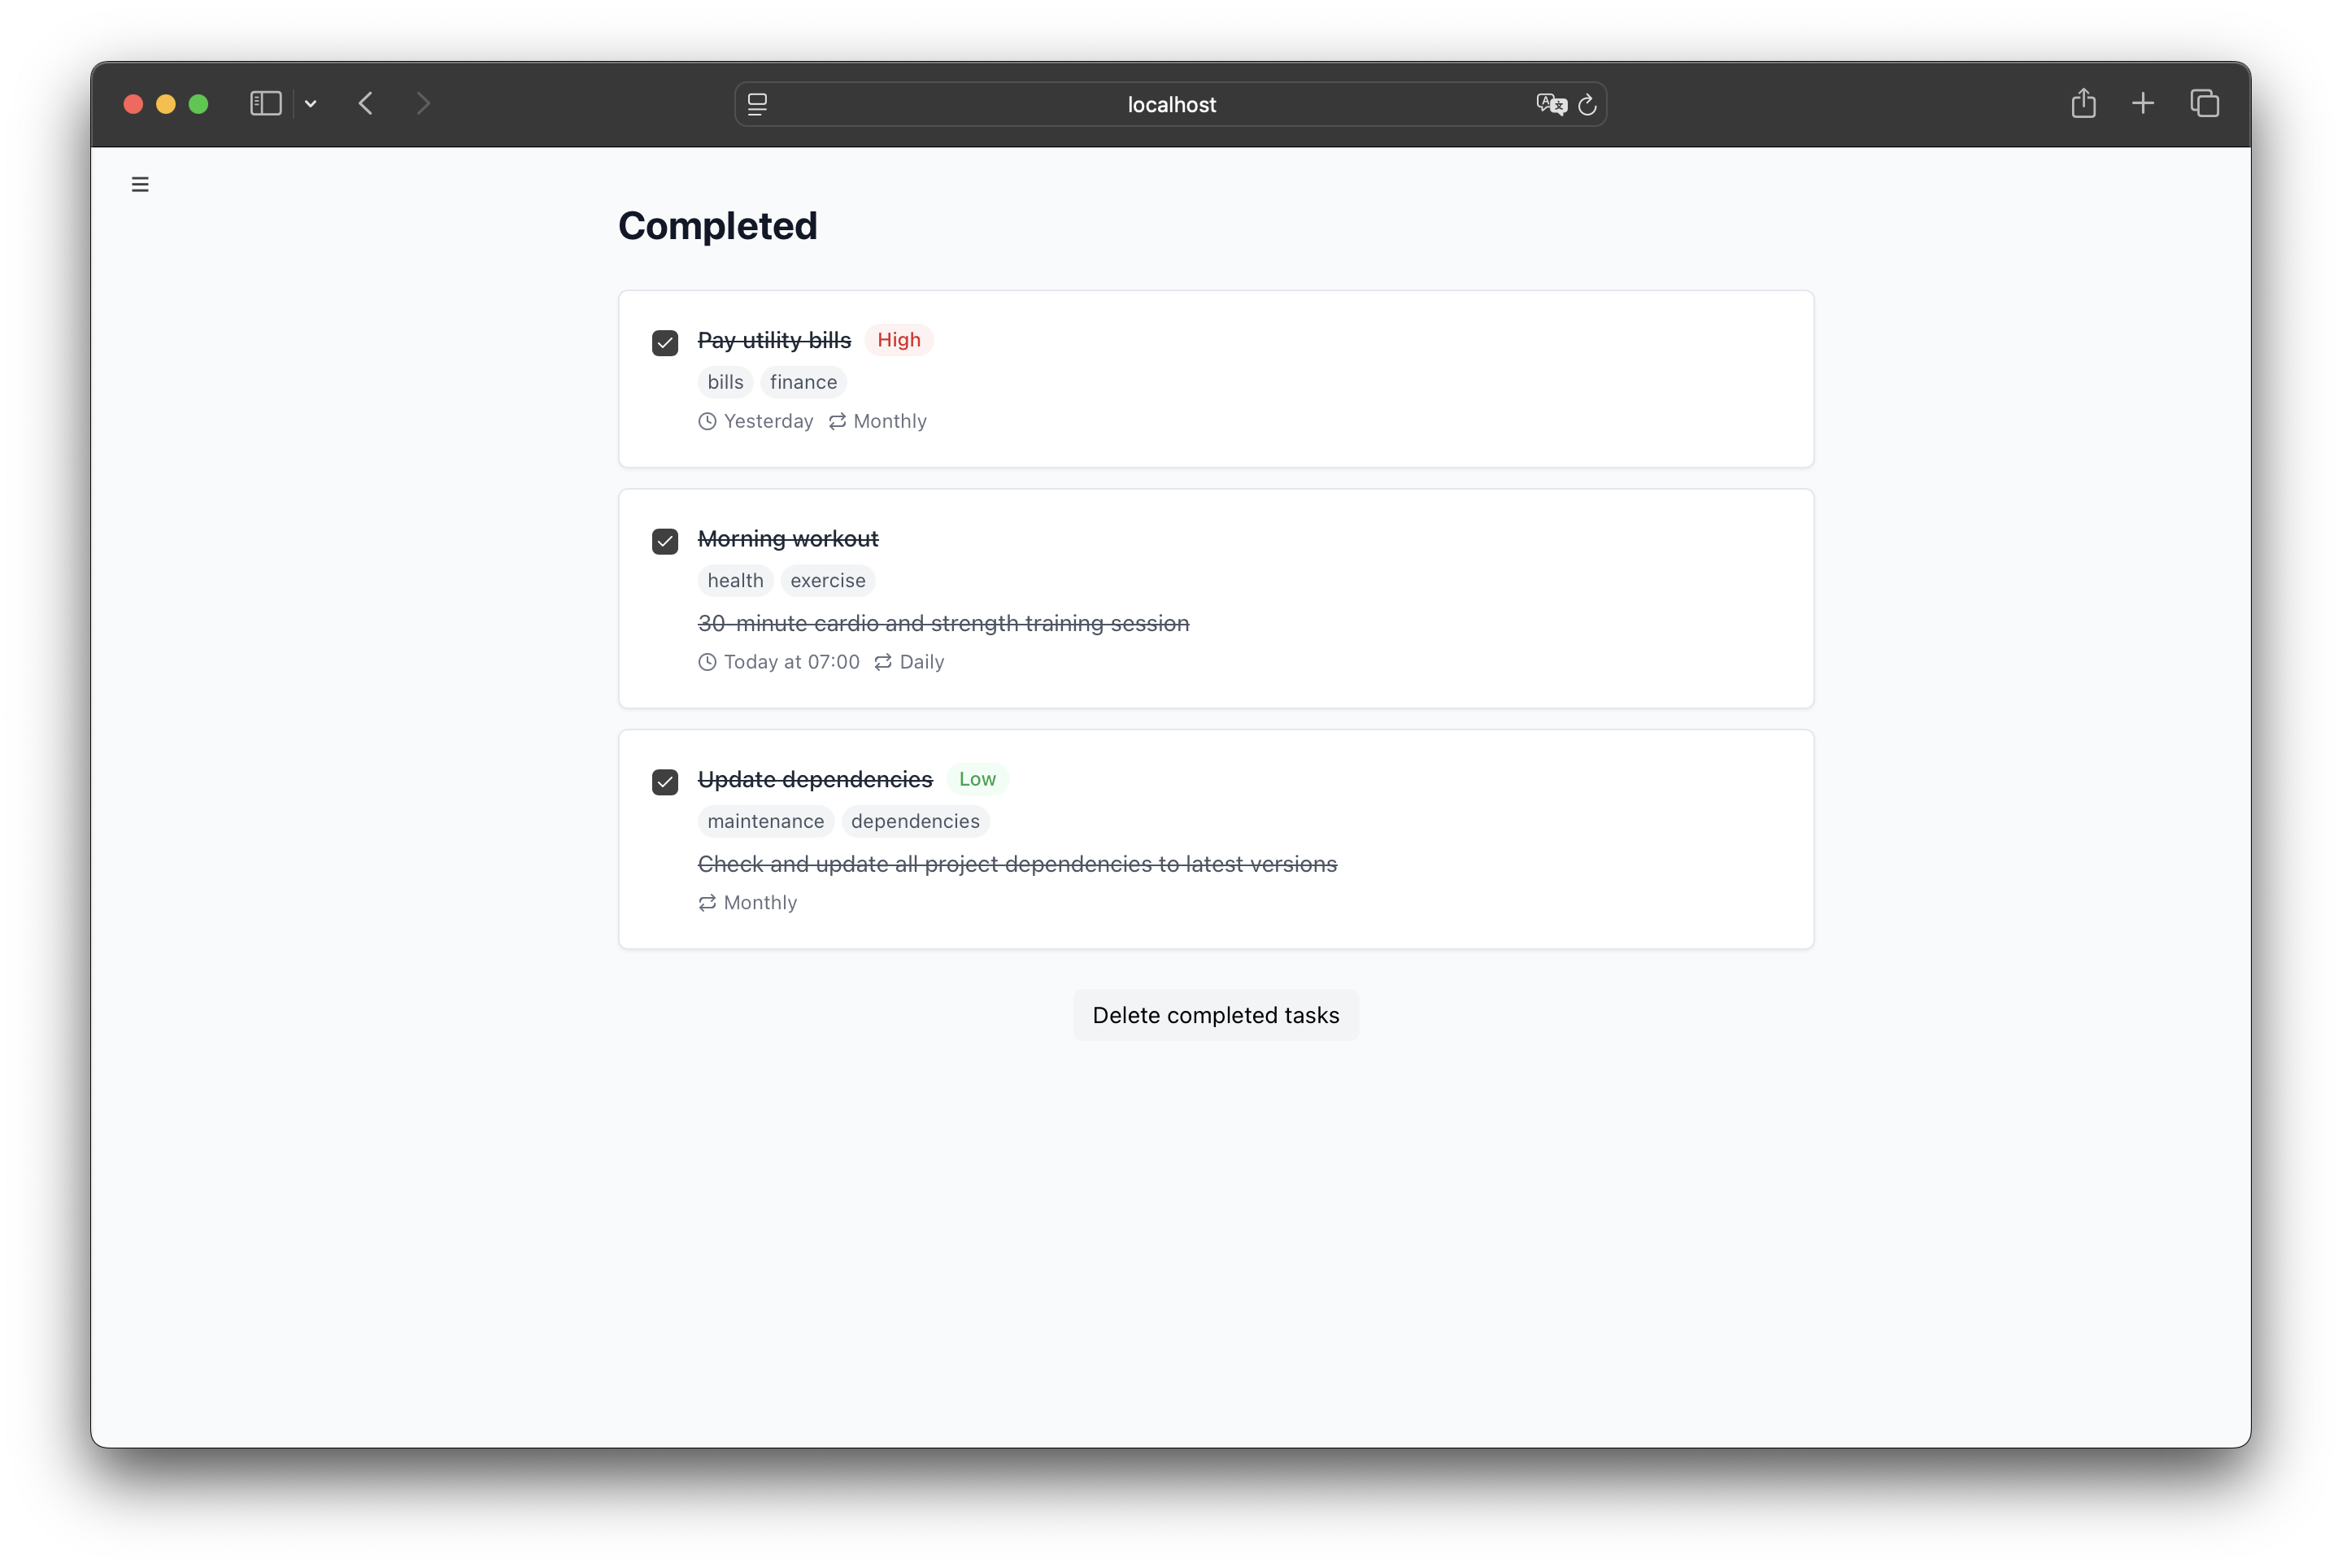 localhost
Completed
Pay utility bills High
bills finance
Yesterday Monthly
Morning workout
health exercise
30-minute cardio and strength training session
Today at 07:00 Daily
Update dependencies Low
maintenance dependencies
Check and update all project dependencies to latest versions
Monthly
Delete completed tasks